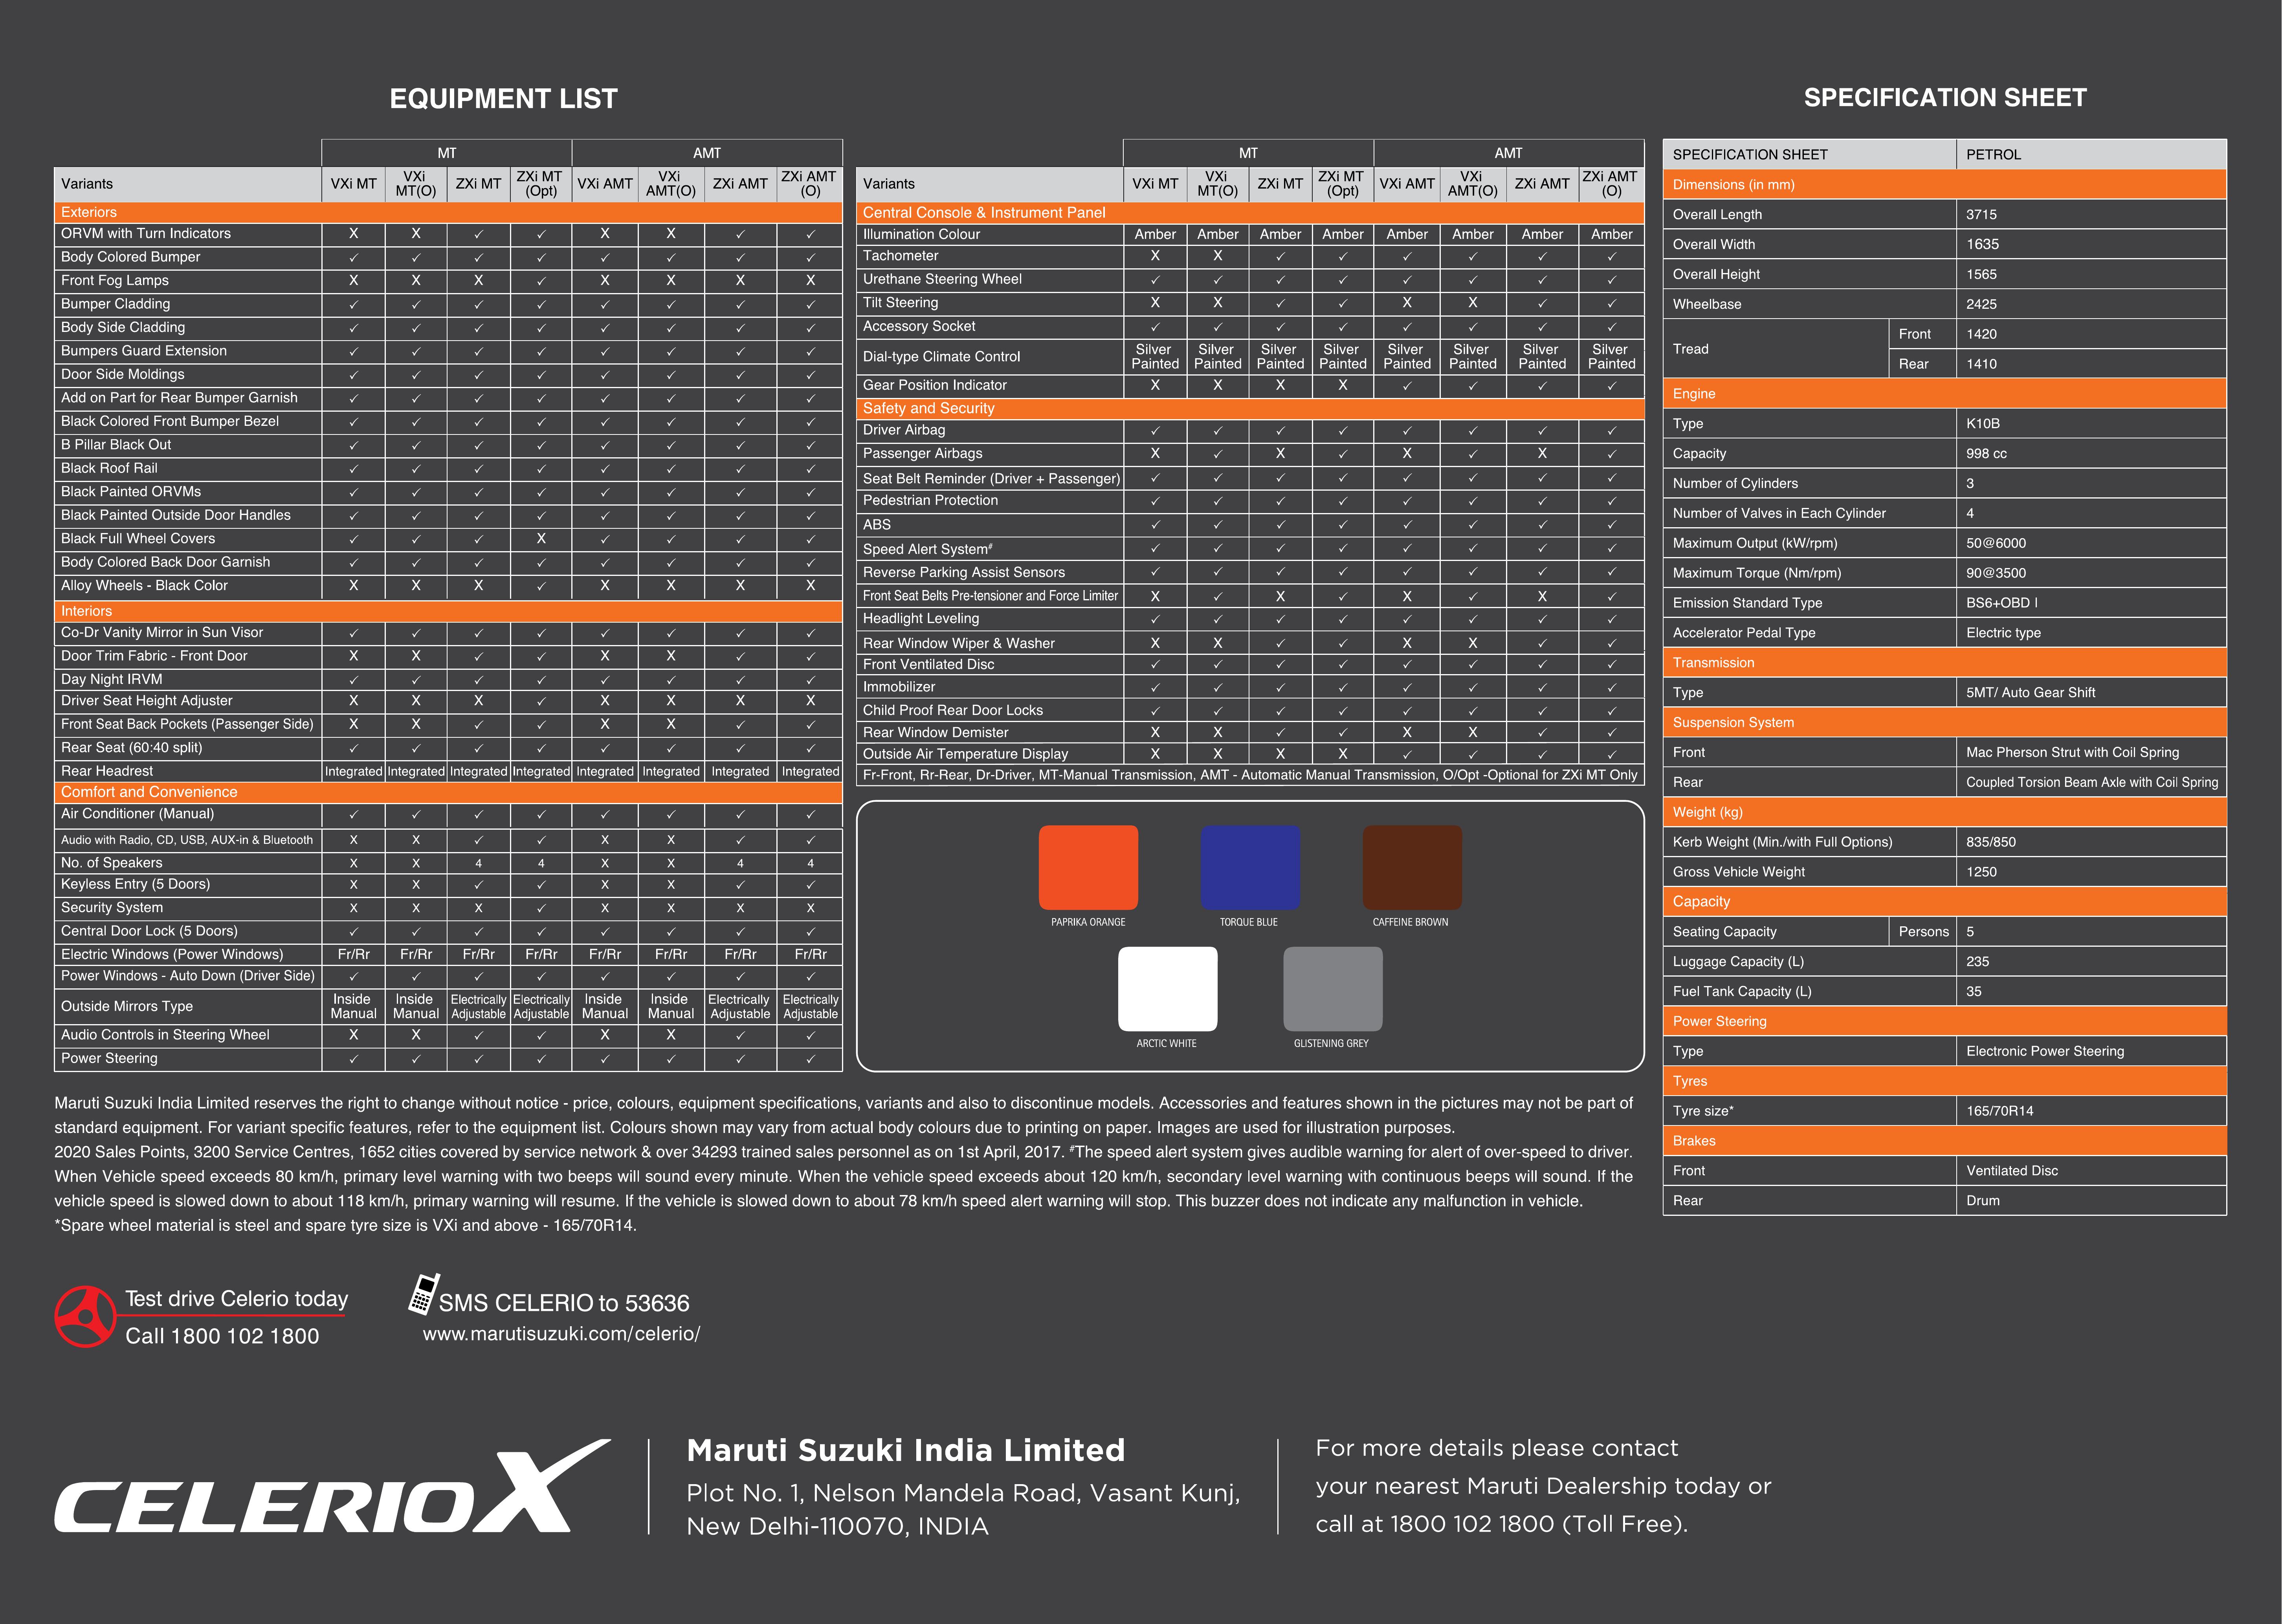 EQUIPMENT LIST
MT AMT
Variants VXi MT VXi MT(O) ZXi MT ZXi MT (Opt) VXi AMT VXi AMT(O) ZXi AMT ZXi AMT (O)
Exteriors
ORVM with Turn Indicators X X ✓ ✓ X X ✓ ✓
Body Colored Bumper ✓ ✓ ✓ ✓ ✓ ✓ ✓ ✓
Front Fog Lamps X X X ✓ X X X X
Bumper Cladding ✓ ✓ ✓ ✓ ✓ ✓ ✓ ✓
Body Side Cladding ✓ ✓ ✓ ✓ ✓ ✓ ✓ ✓
Bumpers Guard Extension ✓ ✓ ✓ ✓ ✓ ✓ ✓ ✓
Door Side Moldings ✓ ✓ ✓ ✓ ✓ ✓ ✓ ✓
Add on Part for Rear Bumper Garnish ✓ ✓ ✓ ✓ ✓ ✓ ✓ ✓
Black Colored Front Bumper Bezel ✓ ✓ ✓ ✓ ✓ ✓ ✓ ✓
B Pillar Black Out ✓ ✓ ✓ ✓ ✓ ✓ ✓ ✓
Black Roof Rail ✓ ✓ ✓ ✓ ✓ ✓ ✓ ✓
Black Painted ORVMs ✓ ✓ ✓ ✓ ✓ ✓ ✓ ✓
Black Painted Outside Door Handles ✓ ✓ ✓ ✓ ✓ ✓ ✓ ✓
Black Full Wheel Covers ✓ ✓ ✓ X ✓ ✓ ✓ ✓
Body Colored Back Door Garnish ✓ ✓ ✓ ✓ ✓ ✓ ✓ ✓
Alloy Wheels - Black Color X X X ✓ X X X X
Interiors
Co-Dr Vanity Mirror in Sun Visor ✓ ✓ ✓ ✓ ✓ ✓ ✓ ✓
Door Trim Fabric - Front Door X X ✓ ✓ X X ✓ ✓
Day Night IRVM ✓ ✓ ✓ ✓ ✓ ✓ ✓ ✓
Driver Seat Height Adjuster X X X ✓ X X X X
Front Seat Back Pockets (Passenger Side) X X ✓ ✓ X X ✓ ✓
Rear Seat (60:40 split) ✓ ✓ ✓ ✓ ✓ ✓ ✓ ✓
Rear Headrest Integrated Integrated Integrated Integrated Integrated Integrated Integrated Integrated
Comfort and Convenience
Air Conditioner (Manual) ✓ ✓ ✓ ✓ ✓ ✓ ✓ ✓
Audio with Radio, CD, USB, AUX-in & Bluetooth X X ✓ ✓ X X ✓ ✓
No. of Speakers X X 4 4 X X 4 4
Keyless Entry (5 Doors) X X ✓ ✓ X X ✓ ✓
Security System X X X ✓ X X X X
Central Door Lock (5 Doors) ✓ ✓ ✓ ✓ ✓ ✓ ✓ ✓
Electric Windows (Power Windows) Fr/Rr Fr/Rr Fr/Rr Fr/Rr Fr/Rr Fr/Rr Fr/Rr Fr/Rr
Power Windows - Auto Down (Driver Side) ✓ ✓ ✓ ✓ ✓ ✓ ✓ ✓
Outside Mirrors Type Inside Manual Inside Manual Electrically Adjustable Electrically Adjustable Inside Manual Inside Manual Electrically Adjustable Electrically Adjustable
Audio Controls in Steering Wheel X X ✓ ✓ X X ✓ ✓
Power Steering ✓ ✓ ✓ ✓ ✓ ✓ ✓ ✓
MT AMT
Variants VXi MT VXi MT(O) ZXi MT ZXi MT (Opt) VXi AMT VXi AMT(O) ZXi AMT ZXi AMT (O)
Central Console & Instrument Panel
Illumination Colour Amber Amber Amber Amber Amber Amber Amber Amber
Tachometer X X ✓ ✓ ✓ ✓ ✓ ✓
Urethane Steering Wheel ✓ ✓ ✓ ✓ ✓ ✓ ✓ ✓
Tilt Steering X X ✓ ✓ X X ✓ ✓
Accessory Socket ✓ ✓ ✓ ✓ ✓ ✓ ✓ ✓
Dial-type Climate Control Silver Painted Silver Painted Silver Painted Silver Painted Silver Painted Silver Painted Silver Painted Silver Painted
Gear Position Indicator X X X X ✓ ✓ ✓ ✓
Safety and Security
Driver Airbag ✓ ✓ ✓ ✓ ✓ ✓ ✓ ✓
Passenger Airbags X ✓ X ✓ X ✓ X ✓
Seat Belt Reminder (Driver + Passenger) ✓ ✓ ✓ ✓ ✓ ✓ ✓ ✓
Pedestrian Protection ✓ ✓ ✓ ✓ ✓ ✓ ✓ ✓
ABS ✓ ✓ ✓ ✓ ✓ ✓ ✓ ✓
Speed Alert System# ✓ ✓ ✓ ✓ ✓ ✓ ✓ ✓
Reverse Parking Assist Sensors ✓ ✓ ✓ ✓ ✓ ✓ ✓ ✓
Front Seat Belts Pre-tensioner and Force Limiter X ✓ X ✓ X ✓ X ✓
Headlight Leveling ✓ ✓ ✓ ✓ ✓ ✓ ✓ ✓
Rear Window Wiper & Washer X X ✓ ✓ X X ✓ ✓
Front Ventilated Disc ✓ ✓ ✓ ✓ ✓ ✓ ✓ ✓
Immobilizer ✓ ✓ ✓ ✓ ✓ ✓ ✓ ✓
Child Proof Rear Door Locks ✓ ✓ ✓ ✓ ✓ ✓ ✓ ✓
Rear Window Demister X X ✓ ✓ X X ✓ ✓
Outside Air Temperature Display X X X X ✓ ✓ ✓ ✓
Fr-Front, Rr-Rear, Dr-Driver, MT-Manual Transmission, AMT - Automatic Manual Transmission, O/Opt -Optional for ZXi MT Only
PAPRIKA ORANGE TORQUE BLUE CAFFEINE BROWN
ARCTIC WHITE GLISTENING GREY
SPECIFICATION SHEET
SPECIFICATION SHEET PETROL
Dimensions (in mm)
Overall Length 3715
Overall Width 1635
Overall Height 1565
Wheelbase 2425
Tread Front 1420
Rear 1410
Engine
Type K10B
Capacity 998 cc
Number of Cylinders 3
Number of Valves in Each Cylinder 4
Maximum Output (kW/rpm) 50@6000
Maximum Torque (Nm/rpm) 90@3500
Emission Standard Type BS6+OBD I
Accelerator Pedal Type Electric type
Transmission
Type 5MT/ Auto Gear Shift
Suspension System
Front Mac Pherson Strut with Coil Spring
Rear Coupled Torsion Beam Axle with Coil Spring
Weight (kg)
Kerb Weight (Min./with Full Options) 835/850
Gross Vehicle Weight 1250
Capacity
Seating Capacity Persons 5
Luggage Capacity (L) 235
Fuel Tank Capacity (L) 35
Power Steering
Type Electronic Power Steering
Tyres
Tyre size* 165/70R14
Brakes
Front Ventilated Disc
Rear Drum
Maruti Suzuki India Limited reserves the right to change without notice - price, colours, equipment specifications, variants and also to discontinue models. Accessories and features shown in the pictures may not be part of
standard equipment. For variant specific features, refer to the equipment list. Colours shown may vary from actual body colours due to printing on paper. Images are used for illustration purposes.
2020 Sales Points, 3200 Service Centres, 1652 cities covered by service network & over 34293 trained sales personnel as on 1st April, 2017. #The speed alert system gives audible warning for alert of over-speed to driver.
When Vehicle speed exceeds 80 km/h, primary level warning with two beeps will sound every minute. When the vehicle speed exceeds about 120 km/h, secondary level warning with continuous beeps will sound. If the
vehicle speed is slowed down to about 118 km/h, primary warning will resume. If the vehicle is slowed down to about 78 km/h speed alert warning will stop. This buzzer does not indicate any malfunction in vehicle.
*Spare wheel material is steel and spare tyre size is VXi and above - 165/70R14.
Test drive Celerio today
Call 1800 102 1800
SMS CELERIO to 53636
www.marutisuzuki.com/celerio/
CELERIOX
Maruti Suzuki India Limited
Plot No. 1, Nelson Mandela Road, Vasant Kunj,
New Delhi-110070, INDIA
For more details please contact
your nearest Maruti Dealership today or
call at 1800 102 1800 (Toll Free).